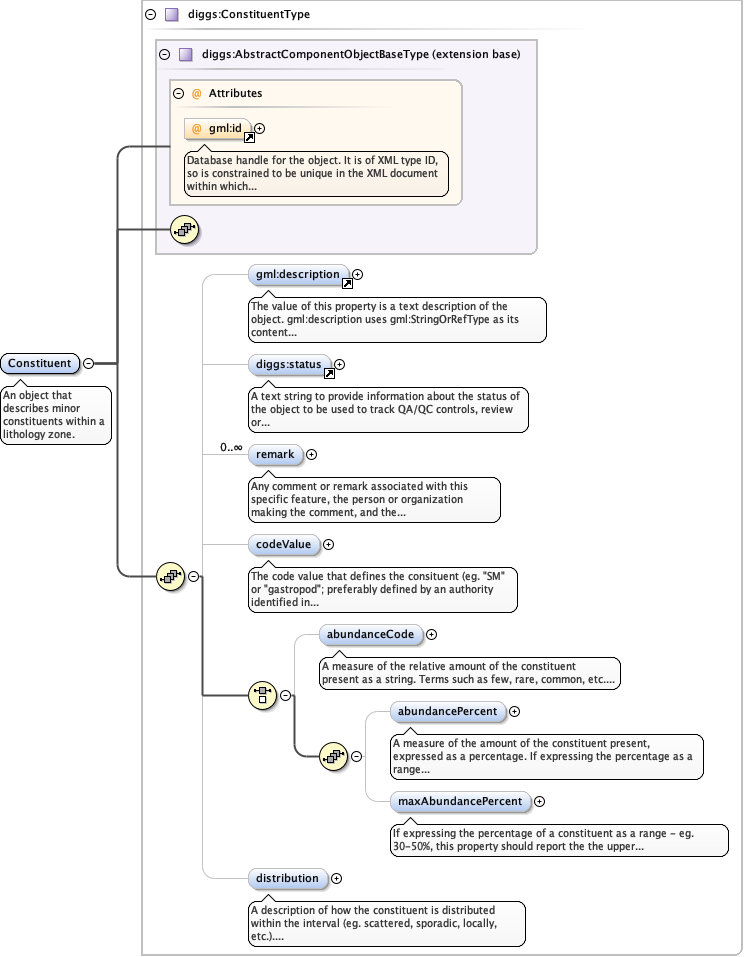 diggs:ConstituentType
diggs:AbstractComponentObjectBaseType (extension base)
@ Attributes
@ gml:id
Database handle for the object. It is of XML type ID,
so is constrained to be unique in the XML document
within which...
gml:description
The value of this property is a text description of the
object. gml:description uses gml:StringOrRefType as its
content...
Constituent
An object that
describes minor
constituents within a
lithology zone.
diggs:status
A text string to provide information about the status of
the object to be used to track QA/QC controls, review
or...
0..∞
remark
Any comment or remark associated with this
specific feature, the person or organization
making the comment, and the...
codeValue
The code value that defines the consituent (eg. "SM"
or "gastropod"; preferably defined by an authority
identified in...
abundanceCode
A measure of the relative amount of the constituent
present as a string. Terms such as few, rare, common, etc....
abundancePercent
A measure of the amount of the constituent present,
expressed as a percentage. If expressing the percentage as a
range...
maxAbundancePercent
If expressing the percentage of a constituent as a range - eg.
30-50%, this property should report the the upper...
distribution
A description of how the constituent is distributed
within the interval (eg. scattered, sporadic, locally,
etc.)....